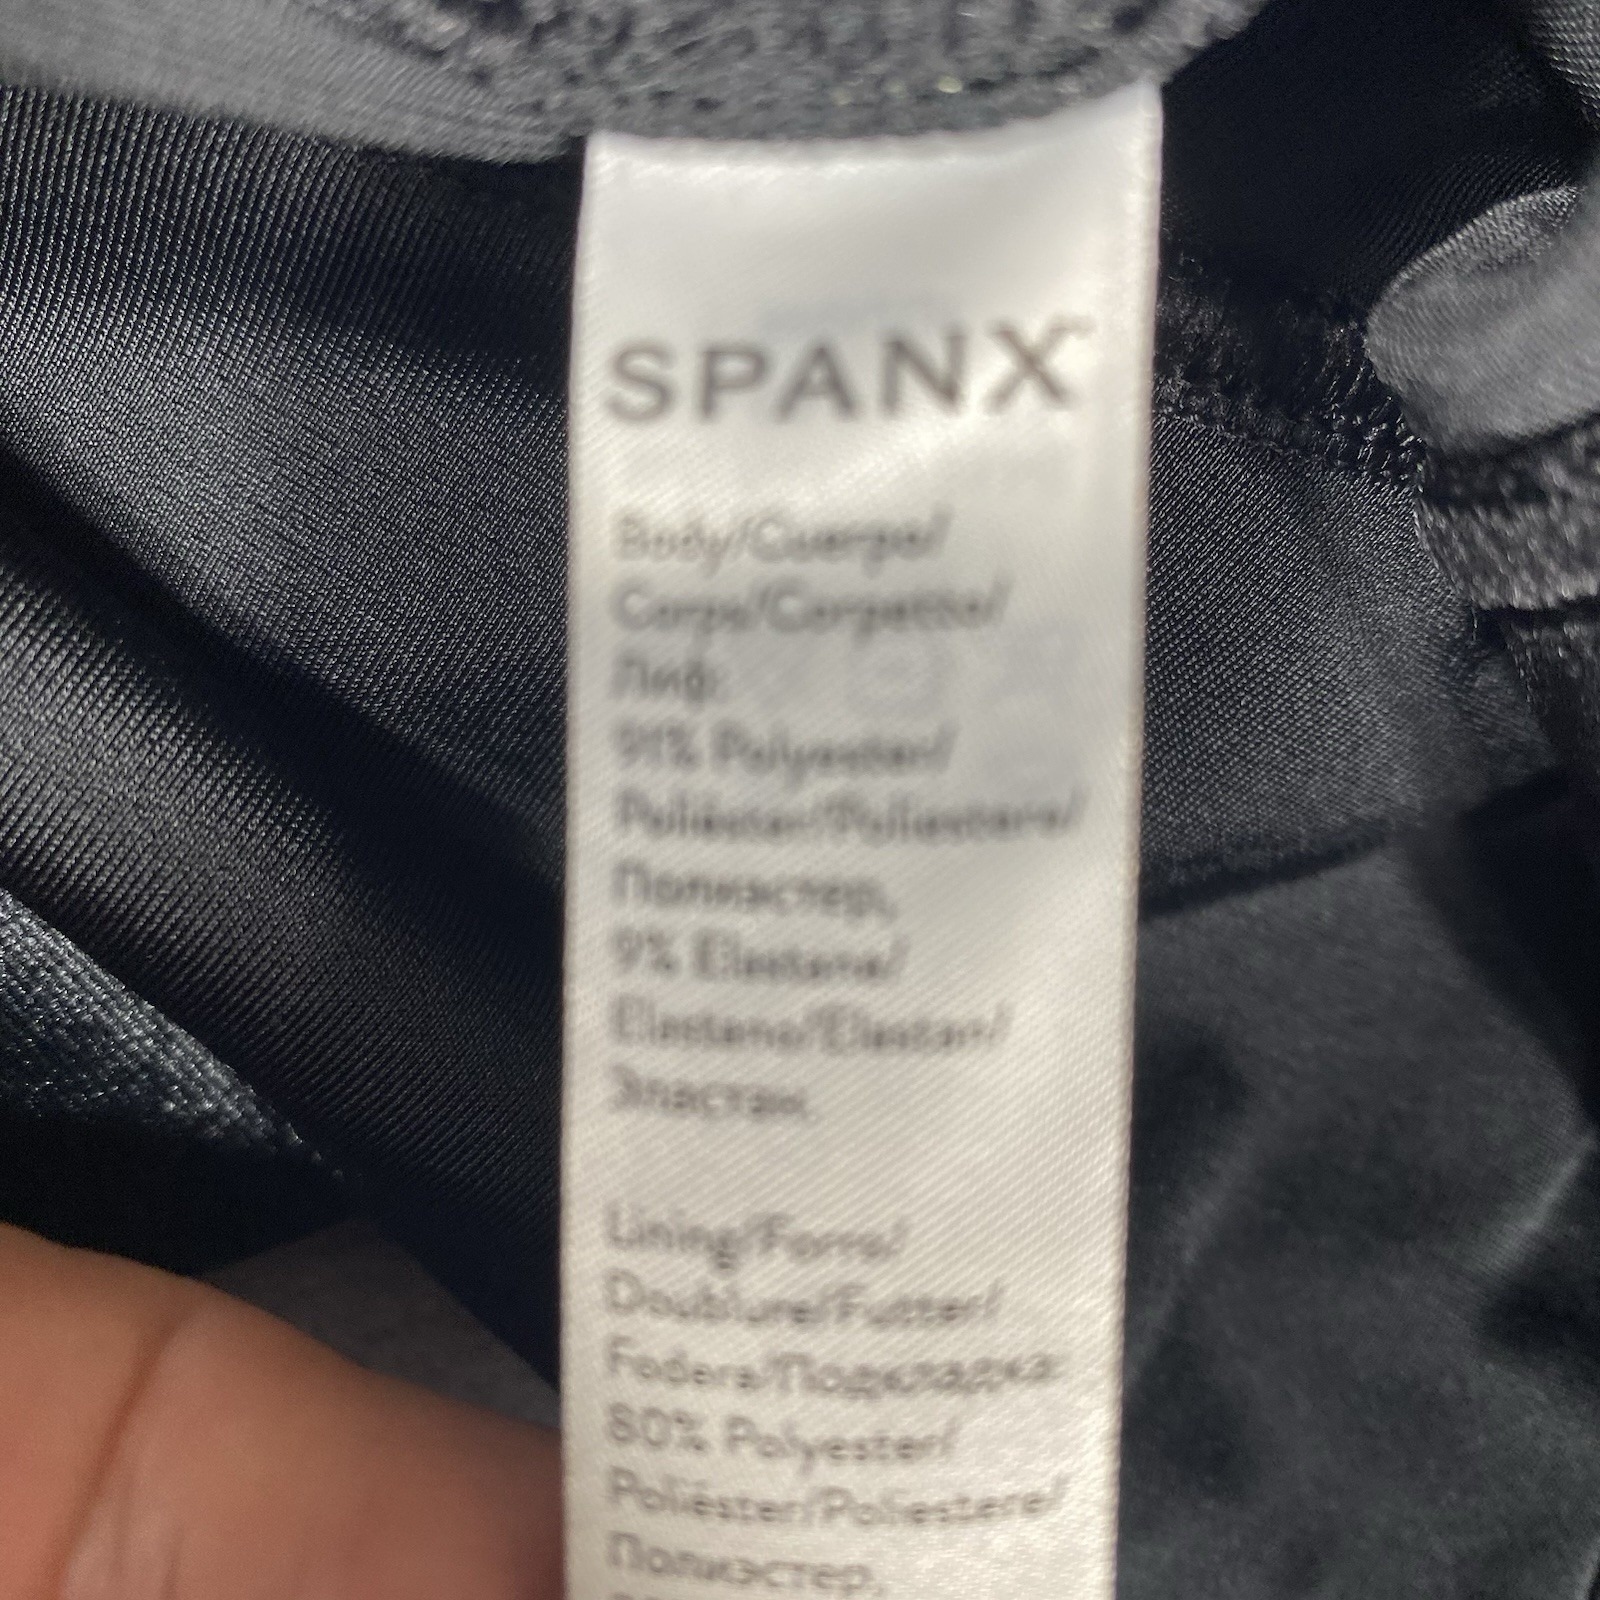 SPANX™
Body/Cuerpo/
Corps/Corpetto/
Лиф:
91% Polyester/
Poliéster/Poliestere/
Полиэстер,
9% Elastane/
Elastano/Elastan/
Эластан.
Lining/Forro/
Doublure/Futter/
Fodera/Подкладка:
80% Polyester/
Poliéster/Poliestere/
Полиэстер,